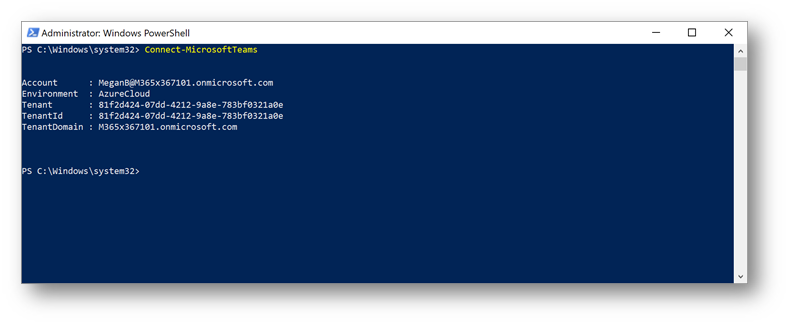 Administrator: Windows PowerShell
PS C:\Windows\system32> Connect-MicrosoftTeams
Account      : MeganB@M365x367101.onmicrosoft.com
Environment  : AzureCloud
Tenant       : 81f2d424-07dd-4212-9a8e-783bf0321a0e
TenantId     : 81f2d424-07dd-4212-9a8e-783bf0321a0e
TenantDomain : M365x367101.onmicrosoft.com
PS C:\Windows\system32>